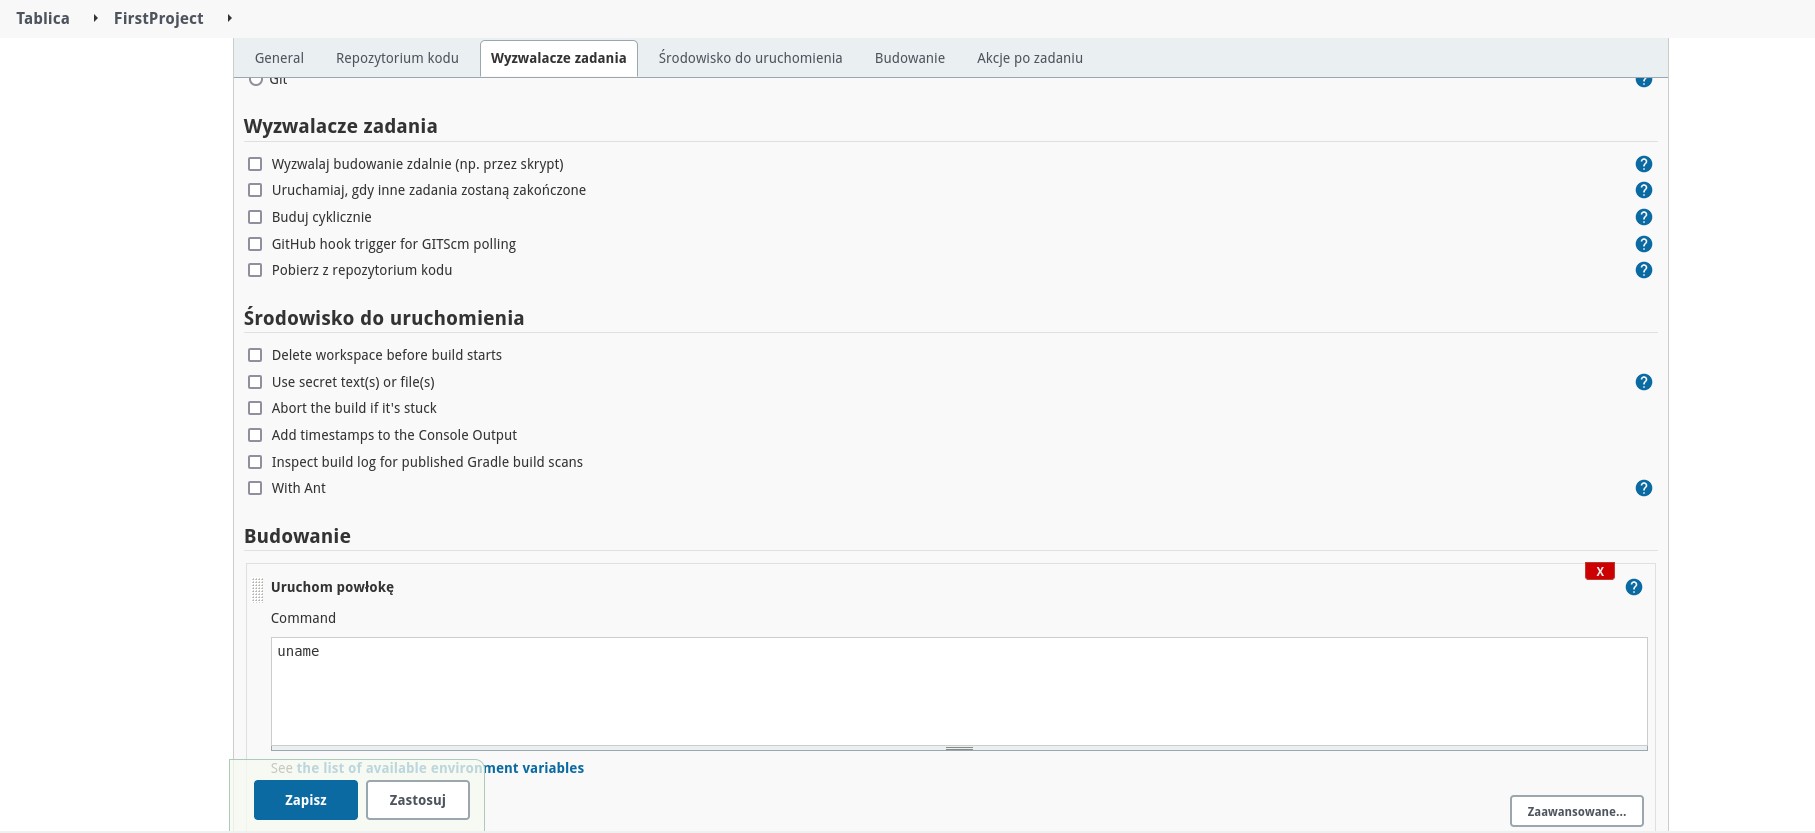 Tablica FirstProject
General Repozytorium kodu Wyzwalacze zadania Środowisko do uruchomienia Budowanie Akcje po zadaniu
Git ?
Wyzwalacze zadania
Wyzwalaj budowanie zdalnie (np. przez skrypt) ?
Uruchamiaj, gdy inne zadania zostaną zakończone ?
Buduj cyklicznie ?
GitHub hook trigger for GITScm polling ?
Pobierz z repozytorium kodu ?
Środowisko do uruchomienia
Delete workspace before build starts
Use secret text(s) or file(s) ?
Abort the build if it's stuck
Add timestamps to the Console Output
Inspect build log for published Gradle build scans
With Ant ?
Budowanie
X
Uruchom powłokę ?
Command
uname
See the list of available environment variables
Zapisz Zastosuj
Zaawansowane...